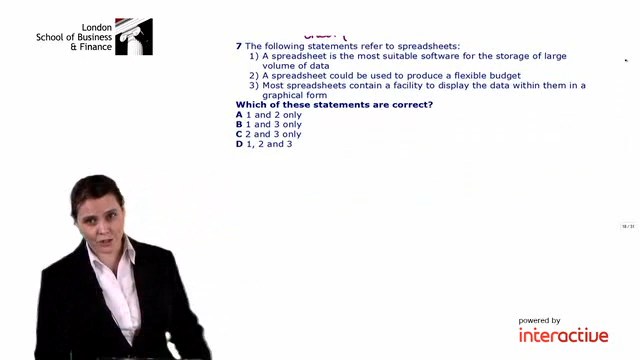 London
School of Business
& Finance
7 The following statements refer to spreadsheets:
1) A spreadsheet is the most suitable software for the storage of large
volume of data
2) A spreadsheet could be used to produce a flexible budget
3) Most spreadsheets contain a facility to display the data within them in a
graphical form
Which of these statements are correct?
A 1 and 2 only
B 1 and 3 only
C 2 and 3 only
D 1, 2 and 3
18 / 31
powered by
interactive